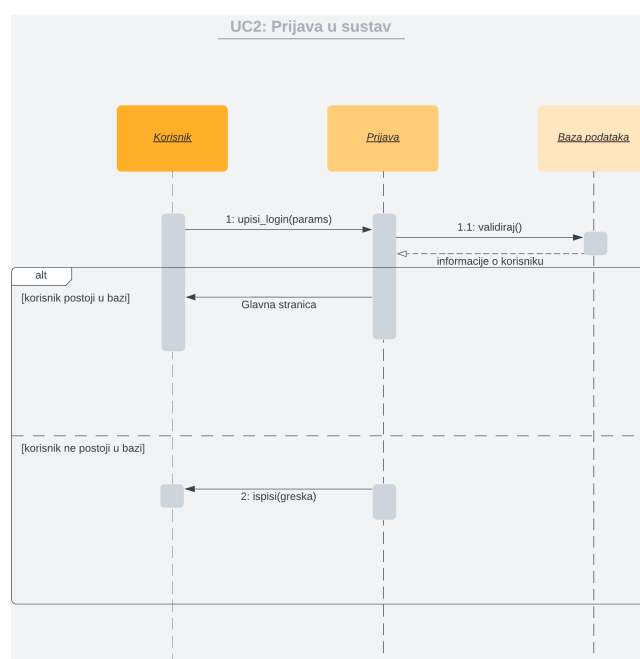 UC2: Prijava u sustav
Korisnik
Prijava
Baza podataka
1: upisi_login(params)
1.1: validiraj()
informacije o korisniku
alt
[korisnik postoji u bazi]
Glavna stranica
[korisnik ne postoji u bazi]
2: ispisi(greska)